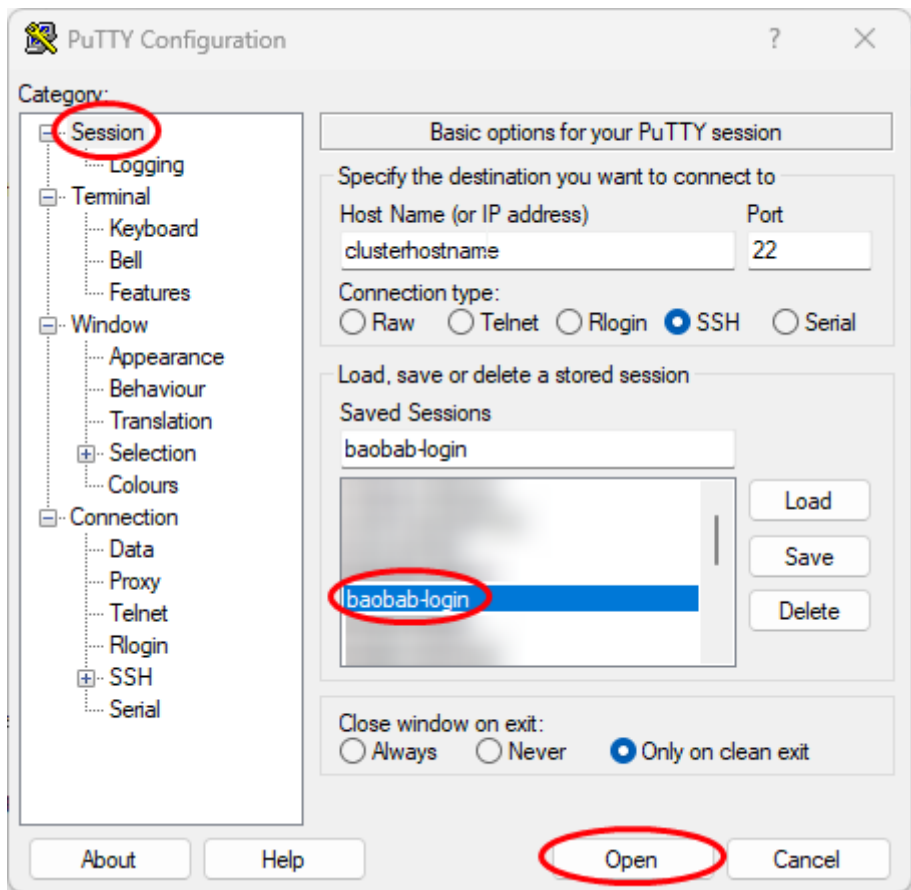 PuTTY Configuration
?
Category:
Session
Logging
Terminal
Keyboard
Bell
Features
Window
Appearance
Behaviour
Translation
Selection
Colours
Connection
Data
Proxy
Telnet
Rlogin
SSH
Serial
Basic options for your PuTTY session
Specify the destination you want to connect to
Host Name (or IP address) Port
clusterhostname 22
Connection type:
Raw Telnet Rlogin SSH Serial
Load, save or delete a stored session
Saved Sessions
baobab-login
Load
Save
baobab-login
Delete
Close window on exit:
Always Never Only on clean exit
About Help Open Cancel